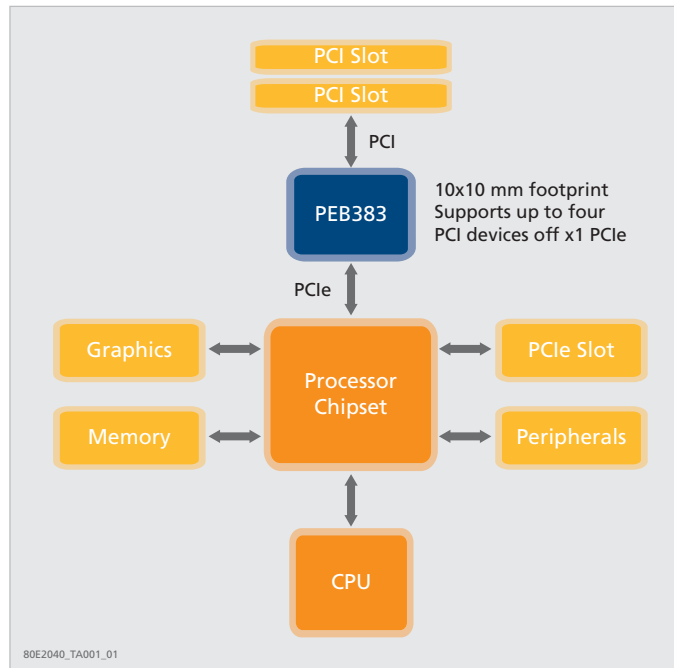 PCI Slot
PCI Slot
PCI
PEB383
10x10 mm footprint
Supports up to four
PCI devices off x1 PCIe
PCIe
Graphics
Processor
Chipset
PCIe Slot
Memory
Peripherals
CPU
80E2040_TA001_01